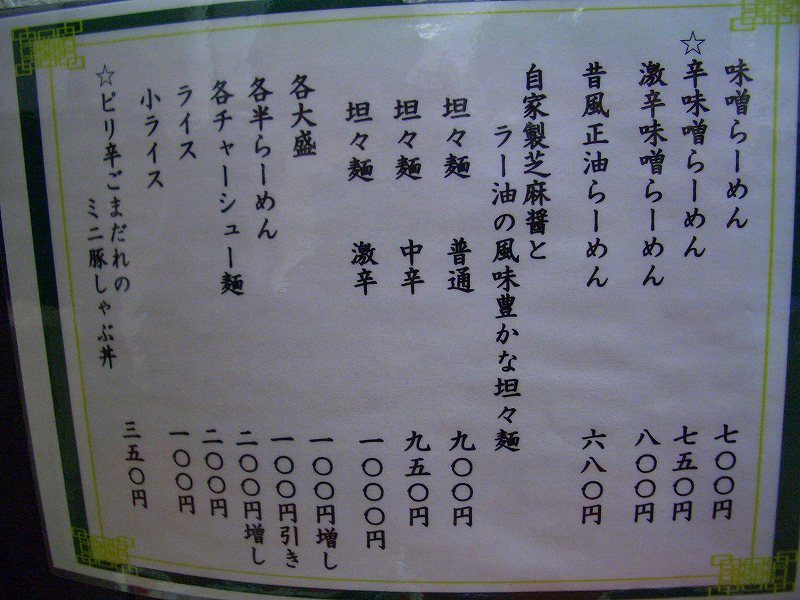 味噌らーめん　七〇〇円
☆辛味噌らーめん　七五〇円
激辛味噌らーめん　八〇〇円
昔風正油らーめん　六八〇円
自家製芝麻醤と
ラー油の風味豊かな坦々麺
坦々麺　普通　九〇〇円
坦々麺　中辛　九五〇円
坦々麺　激辛　一〇〇〇円
各大盛　一〇〇円増し
各半らーめん　一〇〇円引き
各チャーシュー麺　二〇〇円増し
ライス　二〇〇円
小ライス　一〇〇円
☆ピリ辛ごまだれの
ミニ豚しゃぶ丼　三五〇円